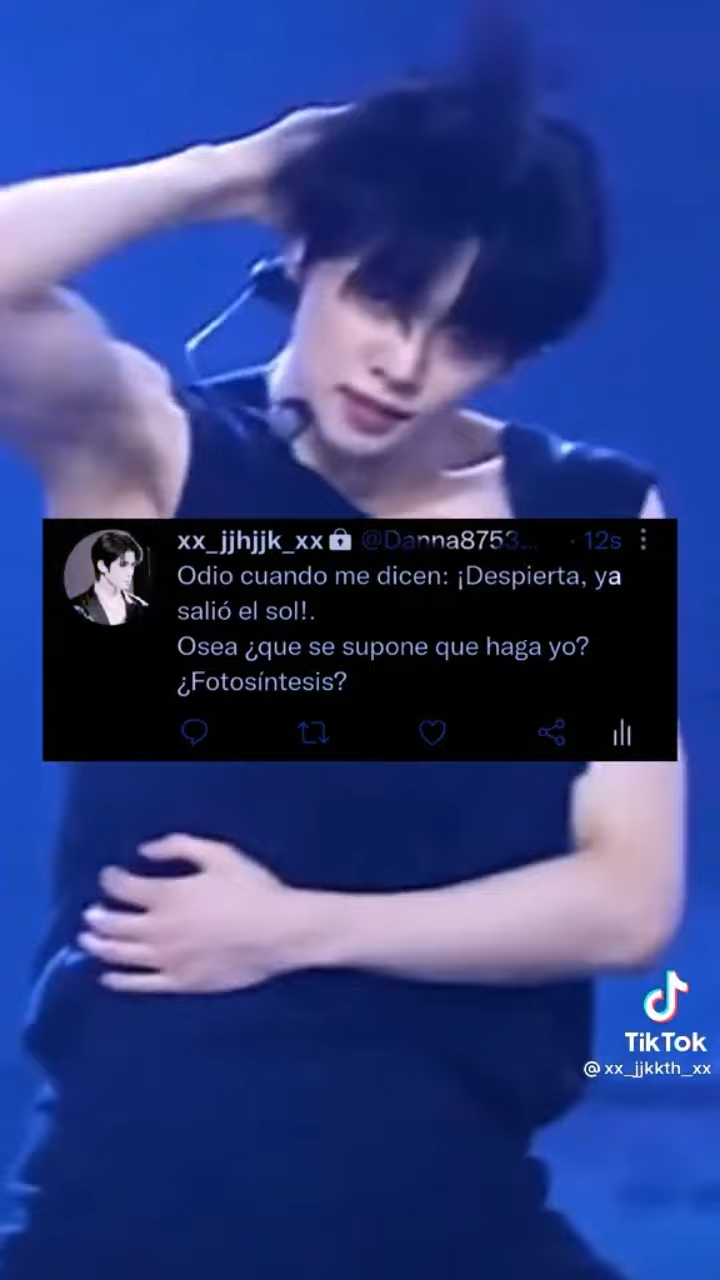 xx_jjhjjk_xx @Danna8753... · 12s
Odio cuando me dicen: ¡Despierta, ya
salió el sol!.
Osea ¿que se supone que haga yo?
¿Fotosíntesis?
TikTok
@xx_jjkkth_xx